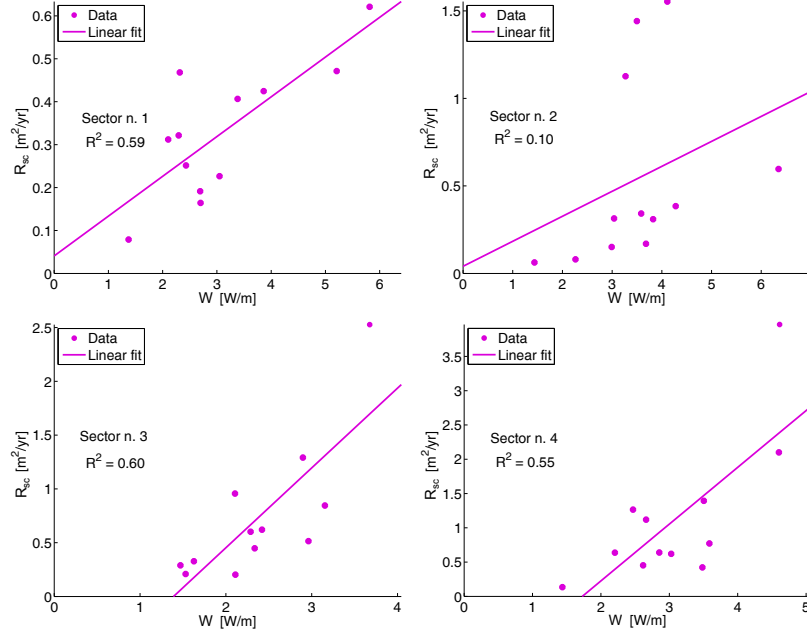 Data
Linear fit
Sector n. 1
R² = 0.59
R_sc [m²/yr]
0.6
0.5
0.4
0.3
0.2
0.1
0
0 1 2 3 4 5 6
W [W/m]
Data
Linear fit
Sector n. 2
R² = 0.10
R_sc [m²/yr]
1.5
1
0.5
0
0 1 2 3 4 5 6
W [W/m]
Data
Linear fit
Sector n. 3
R² = 0.60
R_sc [m²/yr]
2.5
2
1.5
1
0.5
0
0 1 2 3 4
W [W/m]
Data
Linear fit
Sector n. 4
R² = 0.55
R_sc [m²/yr]
3.5
3
2.5
2
1.5
1
0.5
0
0 1 2 3 4 5
W [W/m]